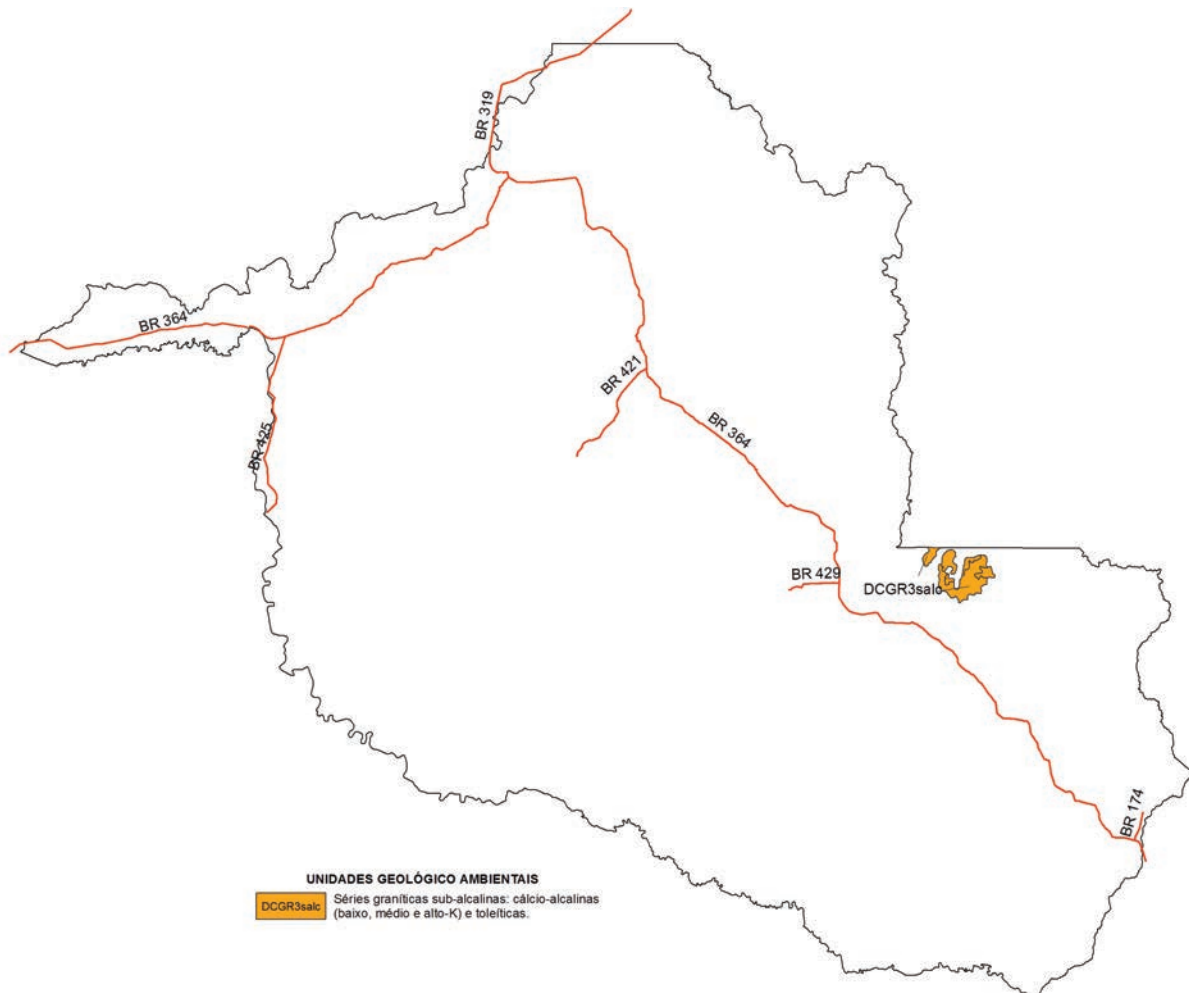 BR 319
BR 364
BR 425
BR 421
BR 364
BR 429
DCGR3salc
BR 174
UNIDADES GEOLÓGICO AMBIENTAIS
DCGR3salc
Séries graníticas sub-alcalinas: cálcio-alcalinas
(baixo, médio e alto-K) e toleíticas.